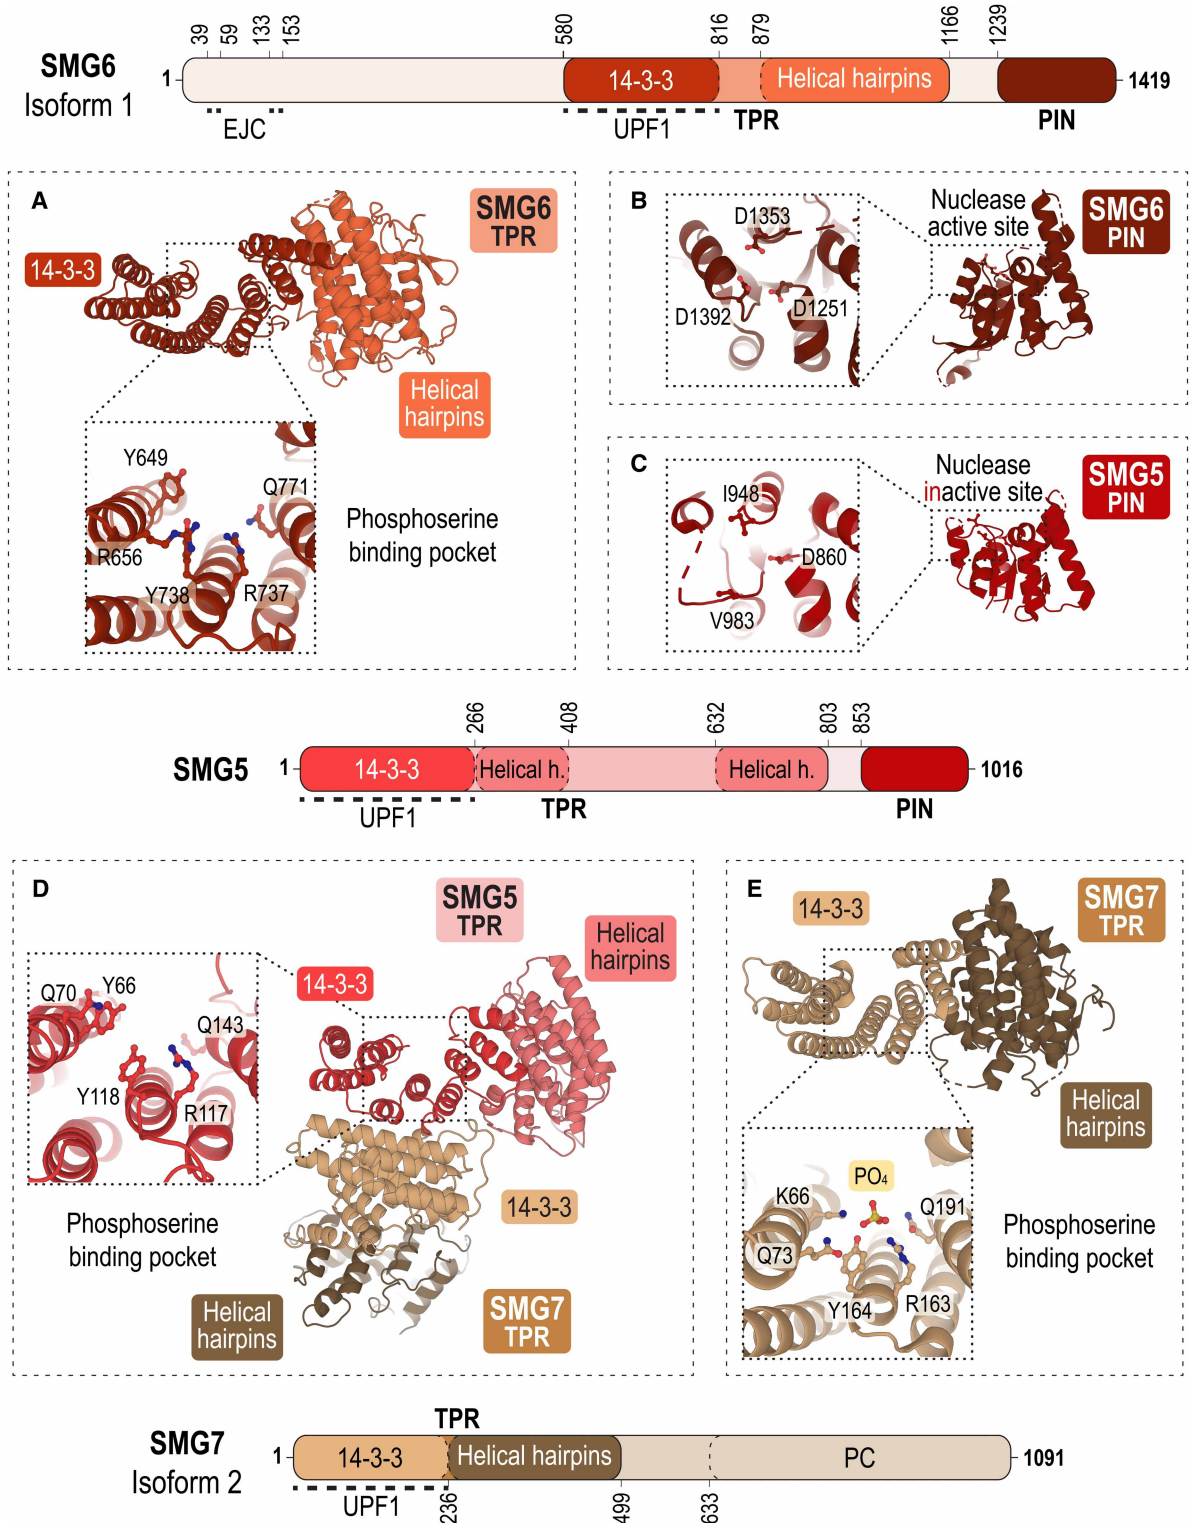 39
59
133
153
580
816
879
1166
1239
SMG6
Isoform 1
1
14-3-3
Helical hairpins
1419
EJC
UPF1
TPR
PIN
A
SMG6
TPR
14-3-3
Helical
hairpins
Y649
Q771
R656
Y738
R737
Phosphoserine
binding pocket
B
D1353
D1392
D1251
Nuclease
active site
SMG6
PIN
C
I948
D860
V983
Nuclease
inactive site
SMG5
PIN
266
408
632
803
853
SMG5
1
14-3-3
Helical h.
Helical h.
1016
UPF1
TPR
PIN
D
SMG5
TPR
Helical
hairpins
14-3-3
Q70
Y66
Q143
Y118
R117
Phosphoserine
binding pocket
14-3-3
Helical
hairpins
SMG7
TPR
E
14-3-3
SMG7
TPR
Helical
hairpins
PO₄
K66
Q191
Q73
Y164
R163
Phosphoserine
binding pocket
TPR
SMG7
Isoform 2
1
14-3-3
Helical hairpins
PC
1091
UPF1
236
499
633